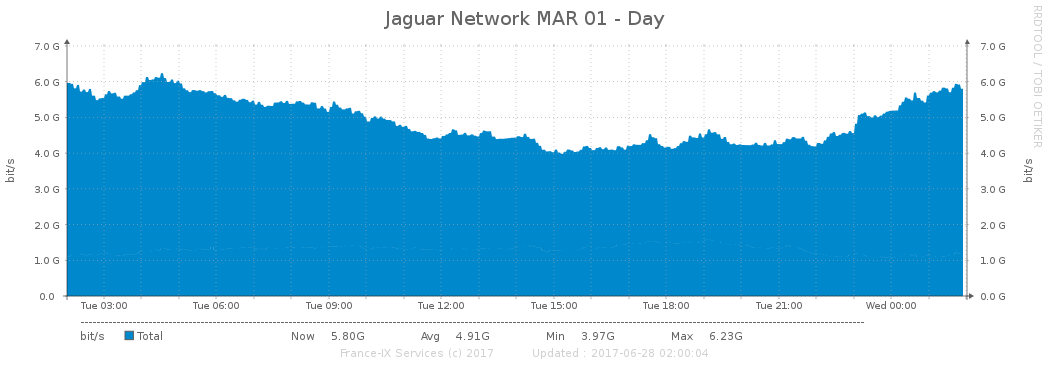 Jaguar Network MAR 01 - Day
RRDTOOL / TOBI OETIKER
7.0 G 7.0 G
6.0 G 6.0 G
5.0 G 5.0 G
4.0 G 4.0 G
bit/s bit/s
3.0 G 3.0 G
2.0 G 2.0 G
1.0 G 1.0 G
0.0 0.0 G
Tue 03:00 Tue 06:00 Tue 09:00 Tue 12:00 Tue 15:00 Tue 18:00 Tue 21:00 Wed 00:00
bit/s Total Now 5.80G Avg 4.91G Min 3.97G Max 6.23G
France-IX Services (c) 2017 Updated : 2017-06-28 02:00:04